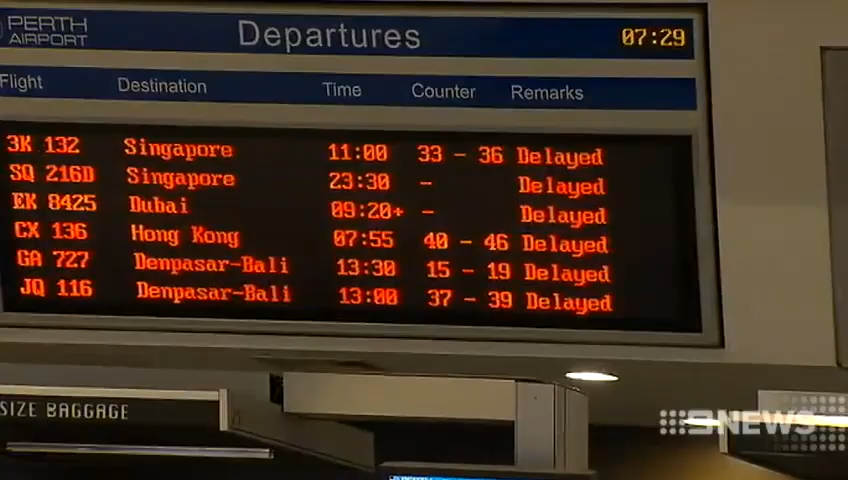 PERTH AIRPORT Departures 07:29
Flight Destination Time Counter Remarks
3K 132 Singapore 11:00 33 - 36 Delayed
SQ 216D Singapore 23:30 - Delayed
EK 8425 Dubai 09:20+ - Delayed
CX 136 Hong Kong 07:55 40 - 46 Delayed
GA 727 Denpasar-Bali 13:30 15 - 19 Delayed
JQ 116 Denpasar-Bali 13:00 37 - 39 Delayed
SIZE BAGGAGE
9NEWS
PERTH